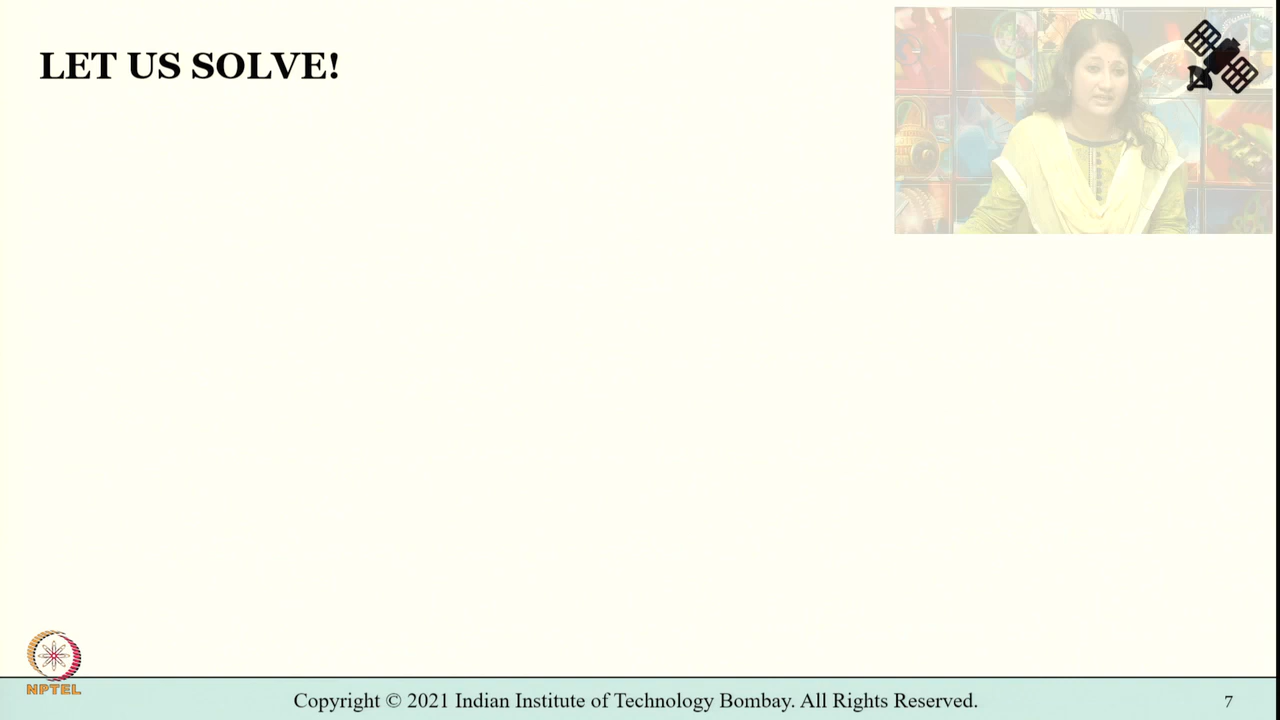 LET US SOLVE!
NPTEL
Copyright © 2021 Indian Institute of Technology Bombay. All Rights Reserved.
7